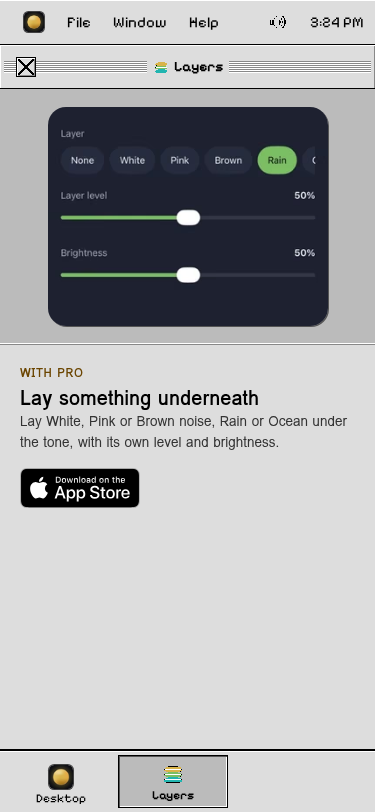 File Window Help 3:24 PM
Layers
Layer
None White Pink Brown Rain
Layer level 50%
Brightness 50%
WITH PRO
Lay something underneath
Lay White, Pink or Brown noise, Rain or Ocean under
the tone, with its own level and brightness.
Download on the
App Store
Desktop
Layers